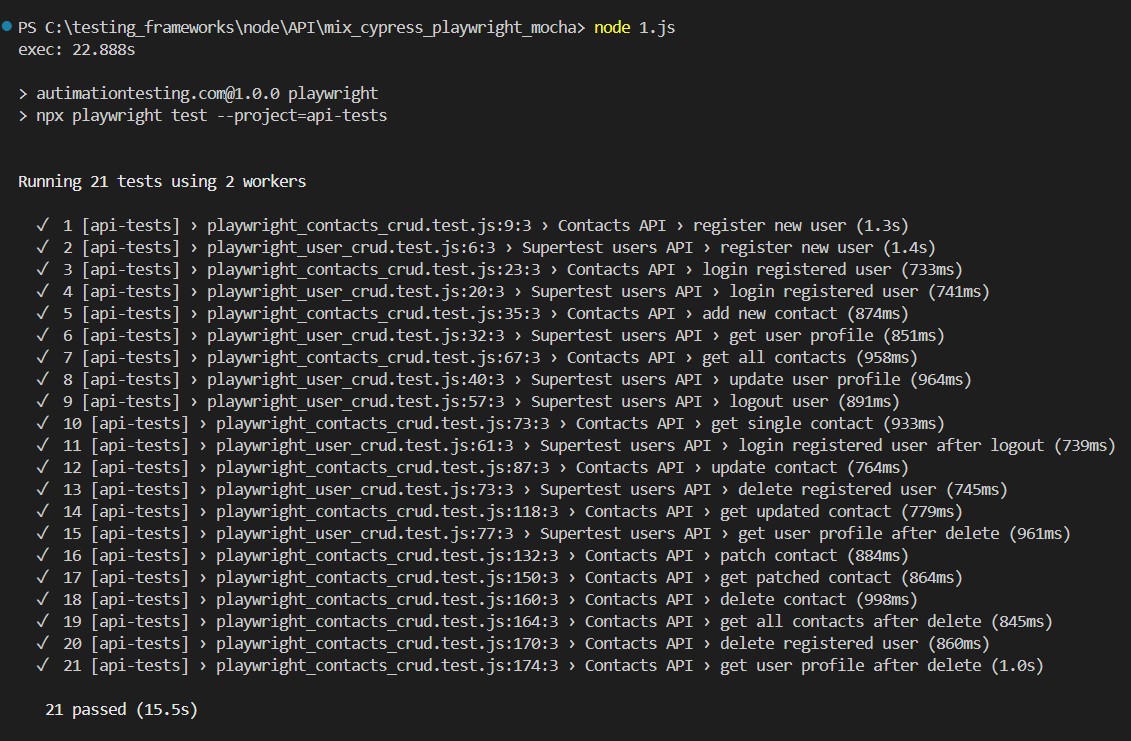 PS C:\testing_frameworks\node\API\mix_cypress_playwright_mocha> node 1.js
exec: 22.888s
> autimationtesting.com@1.0.0 playwright
> npx playwright test --project=api-tests
Running 21 tests using 2 workers
✓ 1 [api-tests] › playwright_contacts_crud.test.js:9:3 › Contacts API › register new user (1.3s)
✓ 2 [api-tests] › playwright_user_crud.test.js:6:3 › Supertest users API › register new user (1.4s)
✓ 3 [api-tests] › playwright_contacts_crud.test.js:23:3 › Contacts API › login registered user (733ms)
✓ 4 [api-tests] › playwright_user_crud.test.js:20:3 › Supertest users API › login registered user (741ms)
✓ 5 [api-tests] › playwright_contacts_crud.test.js:35:3 › Contacts API › add new contact (874ms)
✓ 6 [api-tests] › playwright_user_crud.test.js:32:3 › Supertest users API › get user profile (851ms)
✓ 7 [api-tests] › playwright_contacts_crud.test.js:67:3 › Contacts API › get all contacts (958ms)
✓ 8 [api-tests] › playwright_user_crud.test.js:40:3 › Supertest users API › update user profile (964ms)
✓ 9 [api-tests] › playwright_user_crud.test.js:57:3 › Supertest users API › logout user (891ms)
✓ 10 [api-tests] › playwright_contacts_crud.test.js:73:3 › Contacts API › get single contact (933ms)
✓ 11 [api-tests] › playwright_user_crud.test.js:61:3 › Supertest users API › login registered user after logout (739ms)
✓ 12 [api-tests] › playwright_contacts_crud.test.js:87:3 › Contacts API › update contact (764ms)
✓ 13 [api-tests] › playwright_user_crud.test.js:73:3 › Supertest users API › delete registered user (745ms)
✓ 14 [api-tests] › playwright_contacts_crud.test.js:118:3 › Contacts API › get updated contact (779ms)
✓ 15 [api-tests] › playwright_user_crud.test.js:77:3 › Supertest users API › get user profile after delete (961ms)
✓ 16 [api-tests] › playwright_contacts_crud.test.js:132:3 › Contacts API › patch contact (884ms)
✓ 17 [api-tests] › playwright_contacts_crud.test.js:150:3 › Contacts API › get patched contact (864ms)
✓ 18 [api-tests] › playwright_contacts_crud.test.js:160:3 › Contacts API › delete contact (998ms)
✓ 19 [api-tests] › playwright_contacts_crud.test.js:164:3 › Contacts API › get all contacts after delete (845ms)
✓ 20 [api-tests] › playwright_contacts_crud.test.js:170:3 › Contacts API › delete registered user (860ms)
✓ 21 [api-tests] › playwright_contacts_crud.test.js:174:3 › Contacts API › get user profile after delete (1.0s)
21 passed (15.5s)